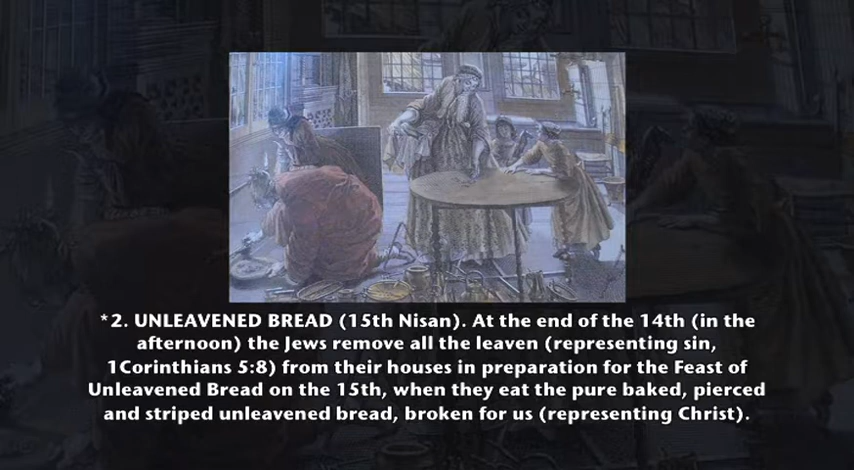 *2. UNLEAVENED BREAD (15th Nisan). At the end of the 14th (in the
afternoon) the Jews remove all the leaven (representing sin,
1Corinthians 5:8) from their houses in preparation for the Feast of
Unleavened Bread on the 15th, when they eat the pure baked, pierced
and striped unleavened bread, broken for us (representing Christ).